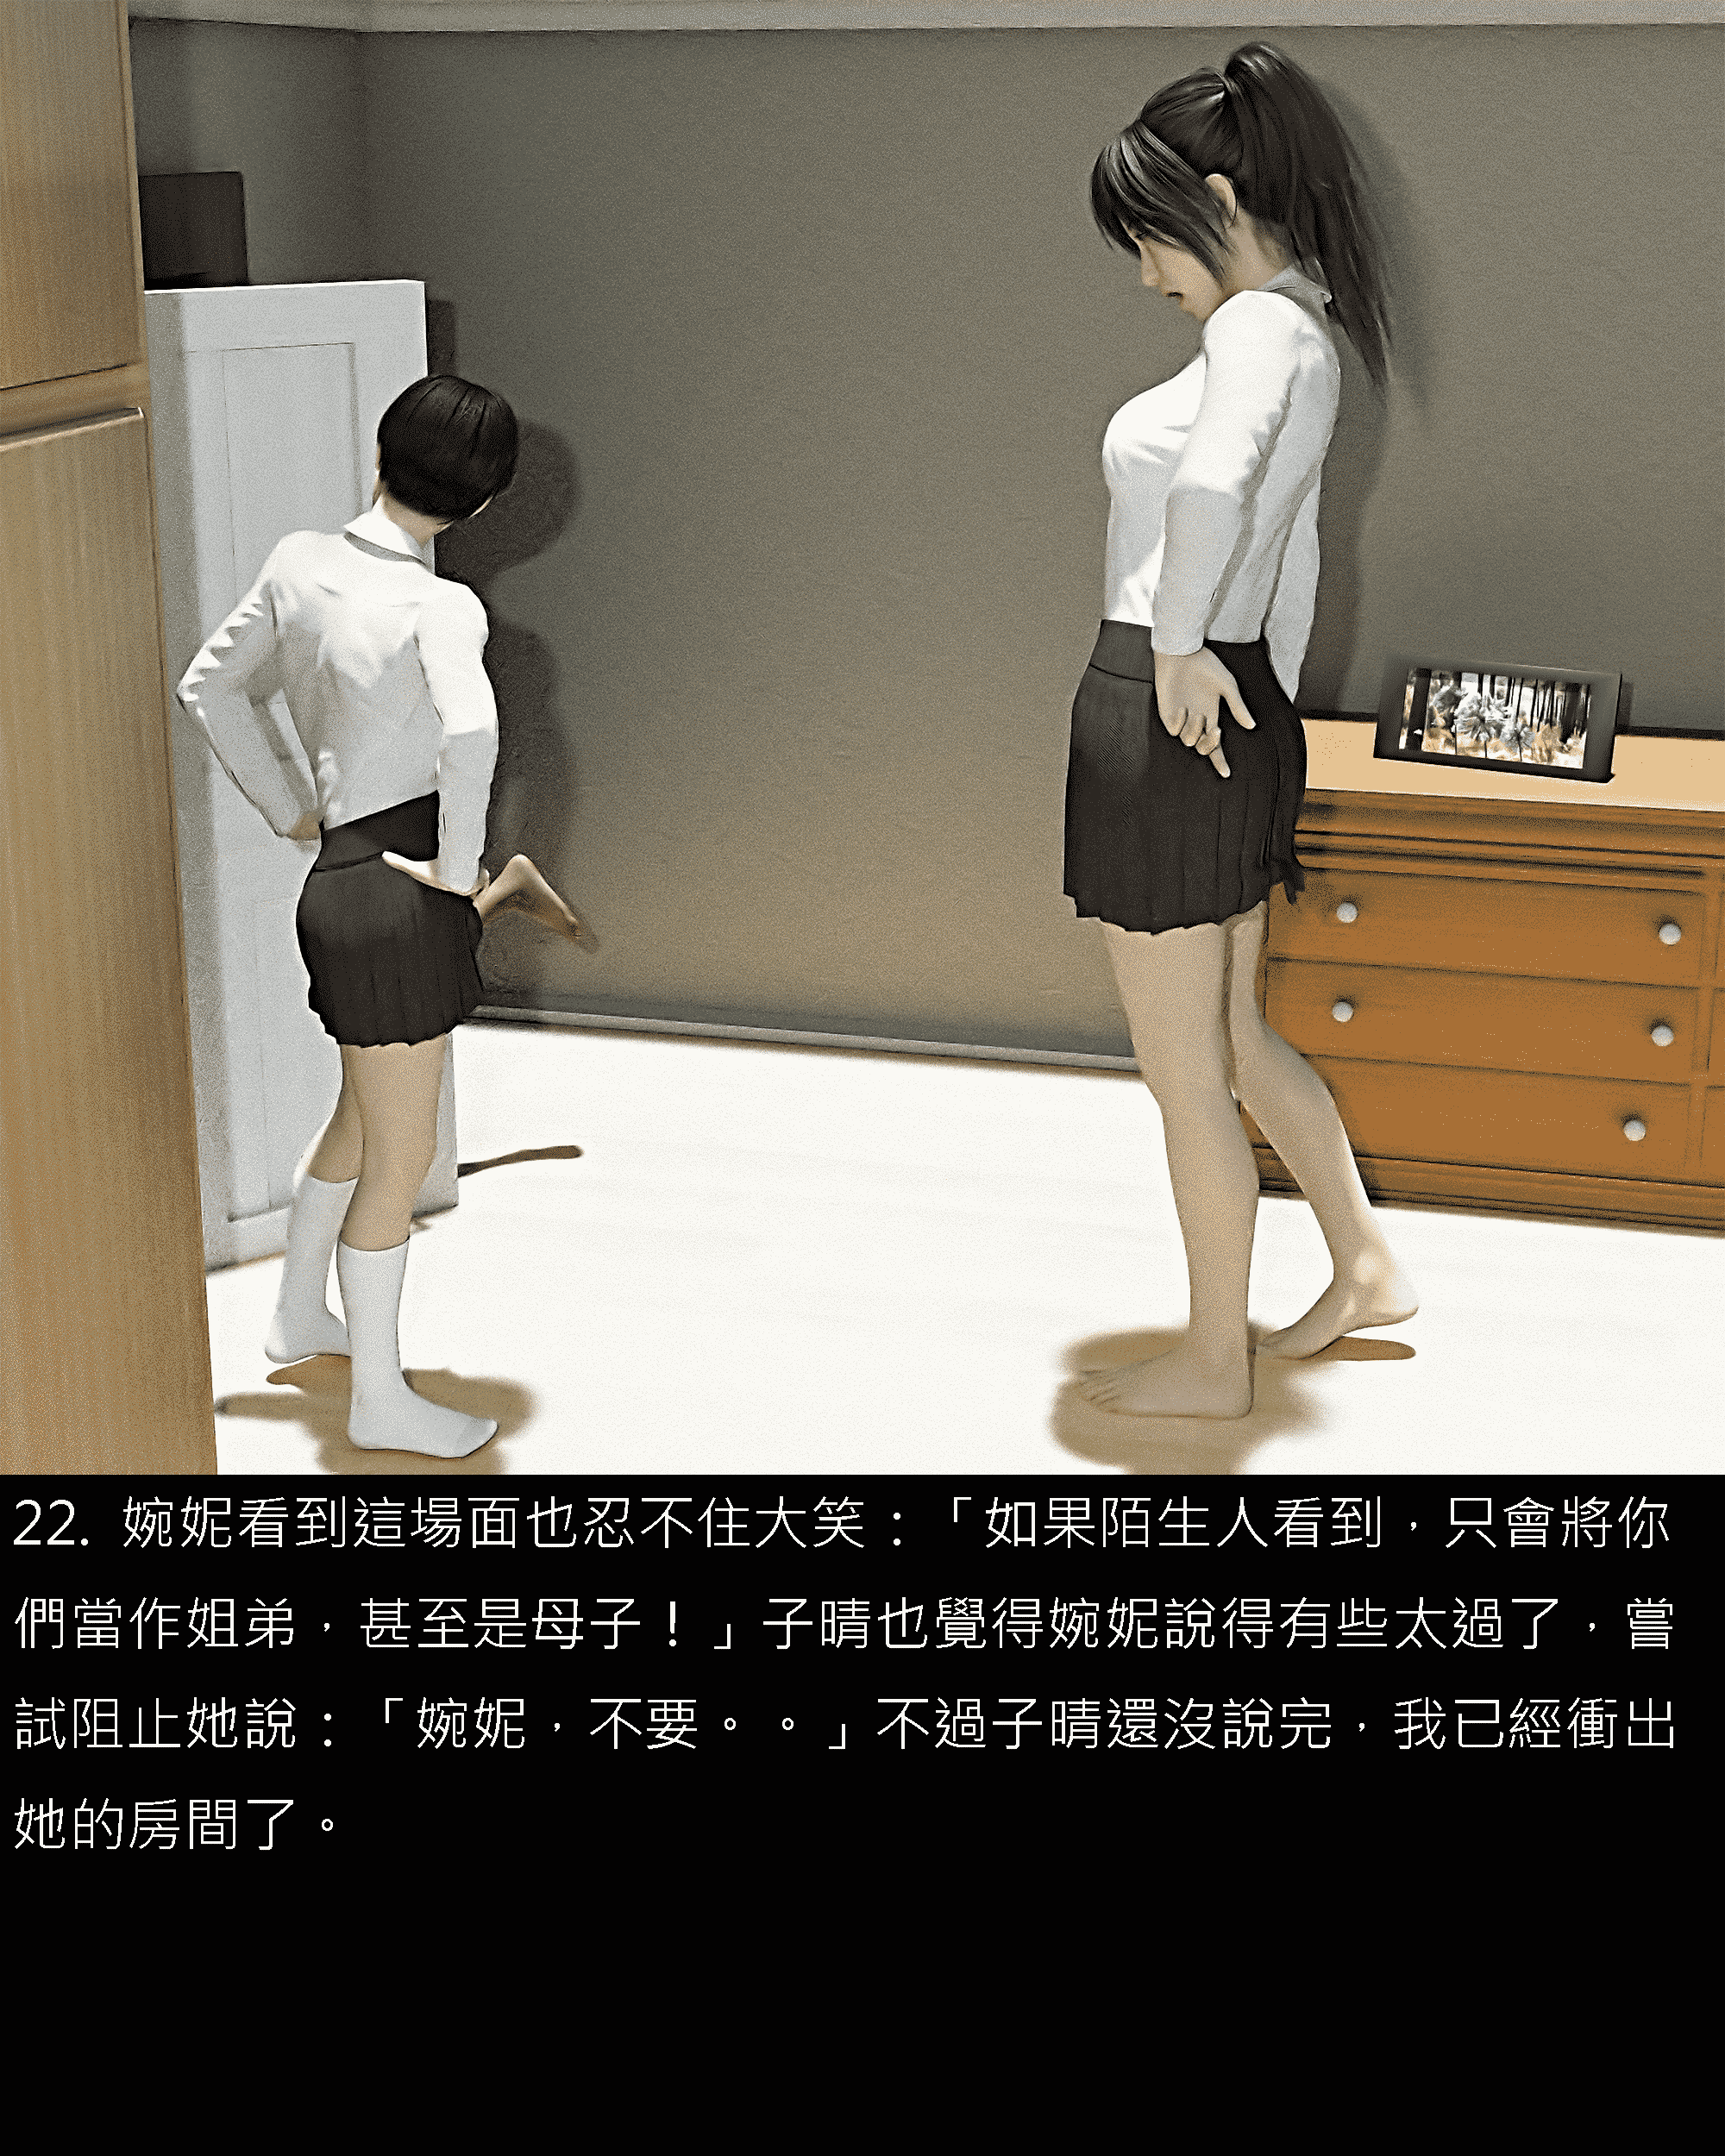 22. 婉妮看到這場面也忍不住大笑：「如果陌生人看到，只會將你
們當作姐弟，甚至是母子！」子晴也覺得婉妮說得有些太過了，嘗
試阻止她說：「婉妮，不要。。」不過子晴還沒說完，我已經衝出
她的房間了。